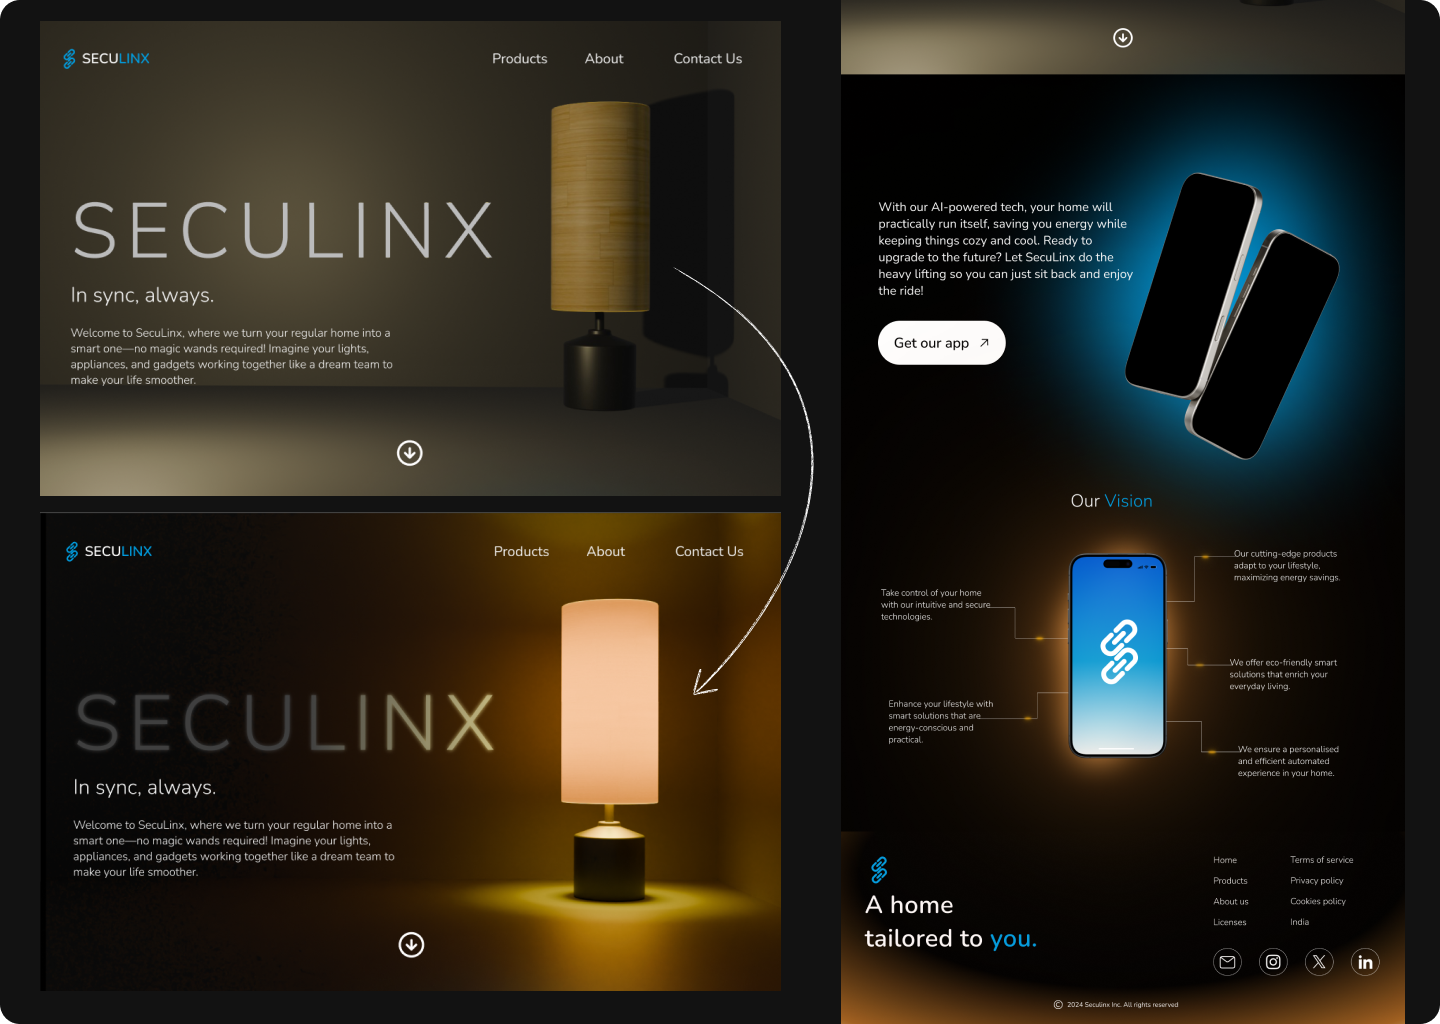 SECULINX
Products
About
Contact Us
SECULINX
In sync, always.
Welcome to SecuLinx, where we turn your regular home into a
smart one—no magic wands required! Imagine your lights,
appliances, and gadgets working together like a dream team to
make your life smoother.
SECULINX
Products
About
Contact Us
SECULINX
In sync, always.
Welcome to SecuLinx, where we turn your regular home into a
smart one—no magic wands required! Imagine your lights,
appliances, and gadgets working together like a dream team to
make your life smoother.
With our AI-powered tech, your home will
practically run itself, saving you energy while
keeping things cozy and cool. Ready to
upgrade to the future? Let SecuLinx do the
heavy lifting so you can just sit back and enjoy
the ride!
Get our app
Our Vision
Take control of your home
with our intuitive and secure
technologies.
Enhance your lifestyle with
smart solutions that are
energy-conscious and
practical.
Our cutting-edge products
adapt to your lifestyle,
maximizing energy savings.
We offer eco-friendly smart
solutions that enrich your
everyday living.
We ensure a personalised
and efficient automated
experience in your home.
A home
tailored to you.
Home
Products
About us
Licenses
Terms of service
Privacy policy
Cookies policy
India
© 2024 Seculinx Inc. All rights reserved